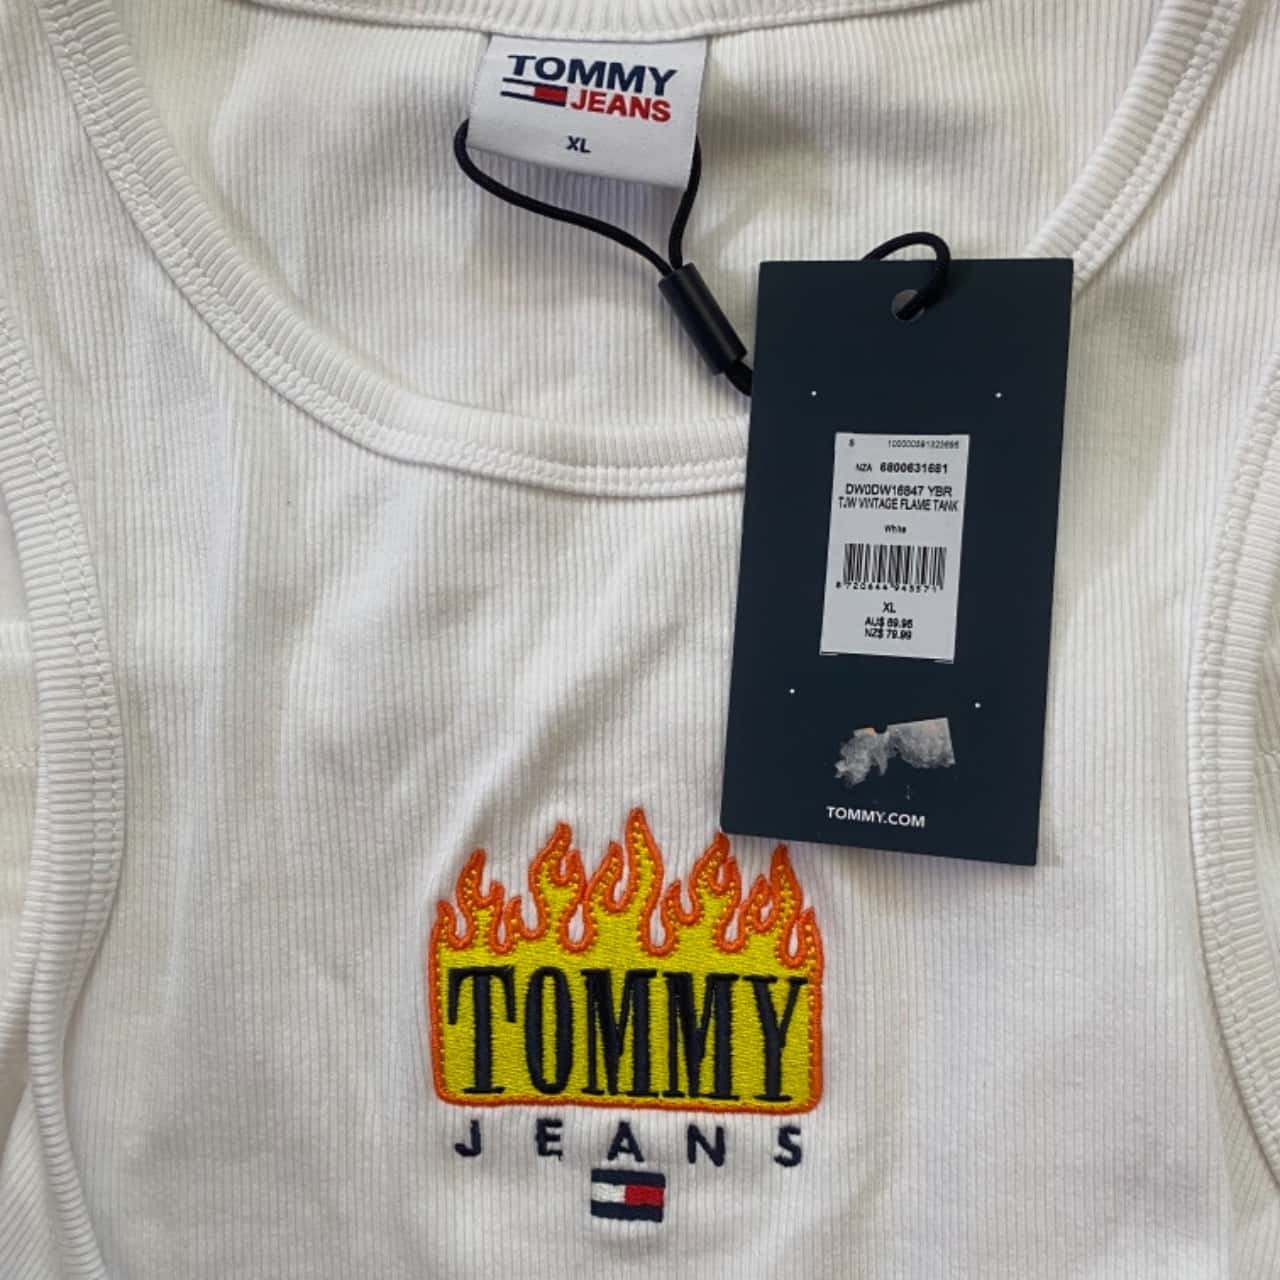 TOMMY
JEANS
XL
NZA 6800631681
DW0DW16847 YBR
TJW VINTAGE FLAME TANK
White
XL
AU$ 69.95
NZ$ 79.99
TOMMY.COM
TOMMY
JEANS